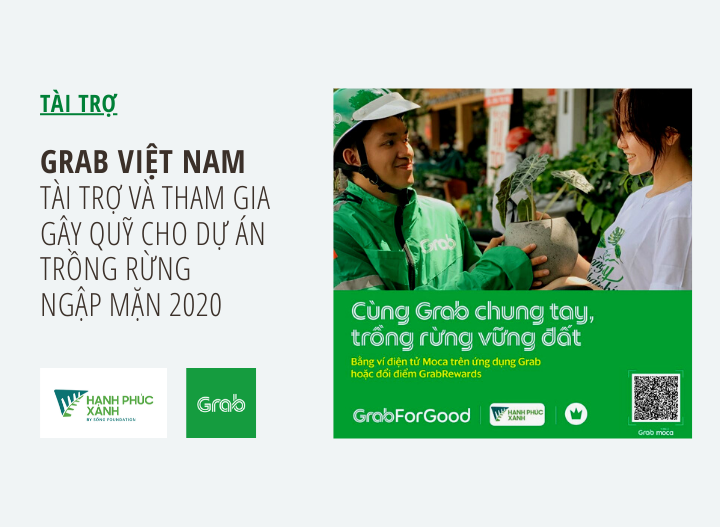 TÀI TRỢ
GRAB VIỆT NAM
TÀI TRỢ VÀ THAM GIA
GÂY QUỸ CHO DỰ ÁN
TRỒNG RỪNG
NGẬP MẶN 2020
HẠNH PHÚC
XANH
BY SỐNG FOUNDATION
Grab
Grab
Cùng Grab chung tay,
trồng rừng vững đất
Bằng ví điện tử Moca trên ứng dụng Grab
hoặc đổi điểm GrabRewards
GrabForGood
HẠNH PHÚC
XANH
Grab moca